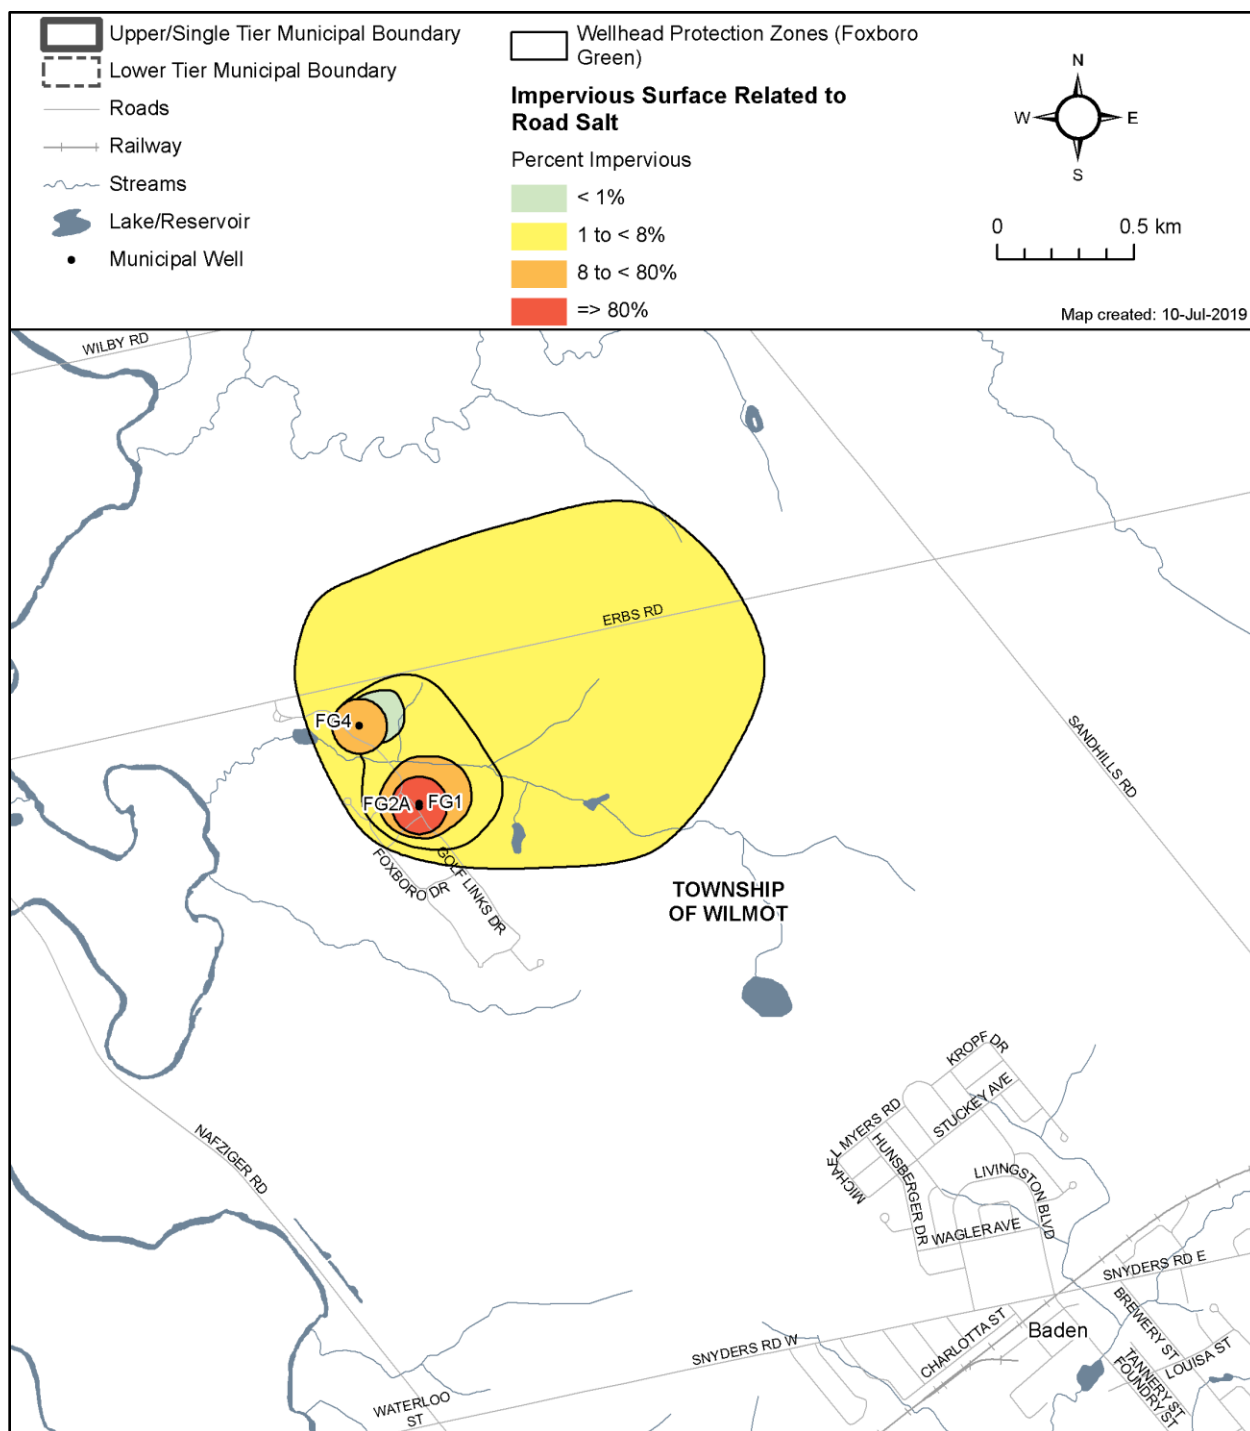 Upper/Single Tier Municipal Boundary
Lower Tier Municipal Boundary
Roads
Railway
Streams
Lake/Reservoir
Municipal Well
Wellhead Protection Zones (Foxboro
Green)
Impervious Surface Related to
Road Salt
Percent Impervious
< 1%
1 to < 8%
8 to < 80%
=> 80%
N
W
E
S
0
0.5 km
Map created: 10-Jul-2019
WILBY RD
ERBS RD
SANDHILLS RD
FG4
FG2A
FG1
FOXBORO DR
GOLF LINKS DR
TOWNSHIP
OF WILMOT
NAFZIGER RD
KROPF DR
STUCKEY AVE
MICHAEL MYERS RD
HUNSBERGER DR
LIVINGSTON BLVD
WAGLER AVE
SNYDERS RD E
BREWERY ST
Baden
CHARLOTTA ST
SNYDERS RD W
LOUISA ST
TANNERY ST
FOUNDRY ST
WATERLOO
ST